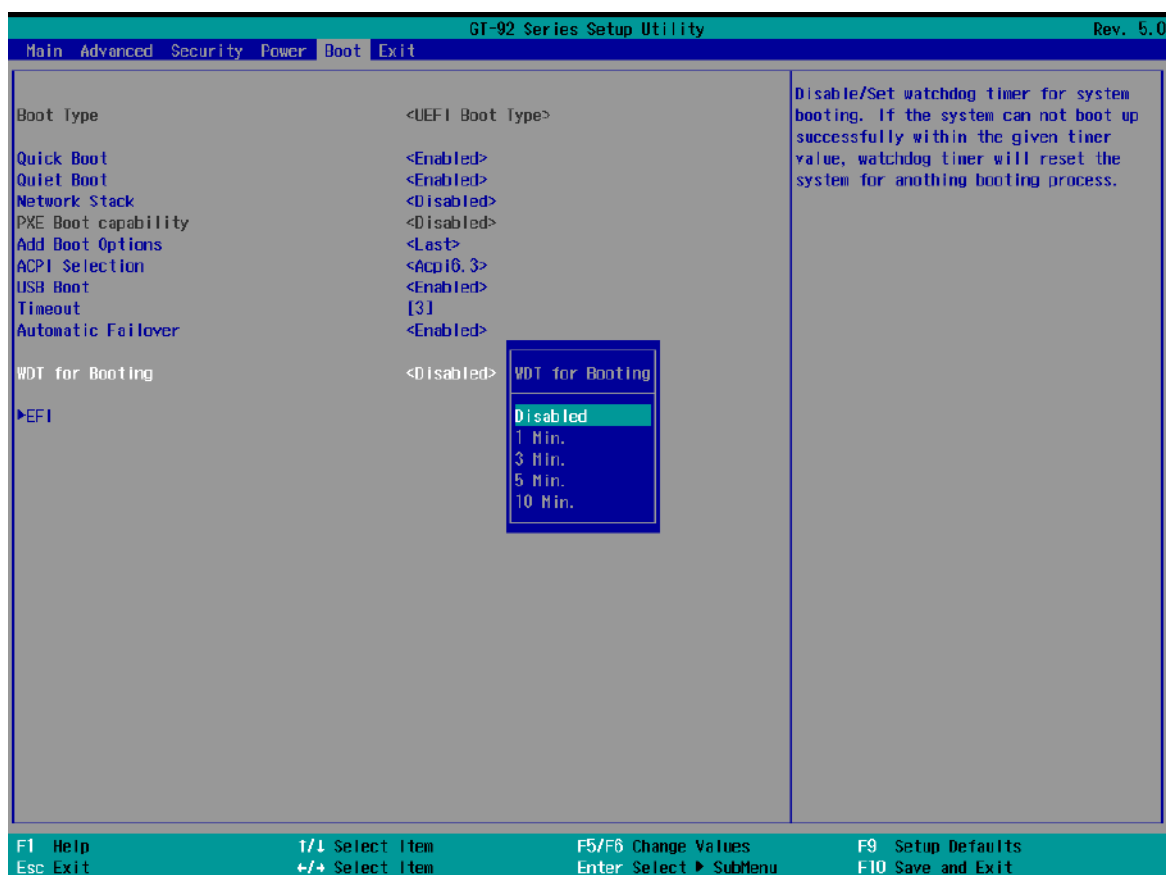 GT-92 Series Setup Utility Rev. 5.0
Main Advanced Security Power Boot Exit
Boot Type <UEFI Boot Type>
Quick Boot <Enabled>
Quiet Boot <Enabled>
Network Stack <Disabled>
PXE Boot capability <Disabled>
Add Boot Options <Last>
ACPI Selection <Acpi6.3>
USB Boot <Enabled>
Timeout [3]
Automatic Failover <Enabled>
WDT for Booting <Disabled>
▶EFI
WDT for Booting
Disabled
1 Min.
3 Min.
5 Min.
10 Min.
Disable/Set watchdog timer for system
booting. If the system can not boot up
successfully within the given timer
value, watchdog timer will reset the
system for anothing booting process.
F1 Help ↑/↓ Select Item F5/F6 Change Values F9 Setup Defaults
Esc Exit ←/→ Select Item Enter Select ▶ SubMenu F10 Save and Exit